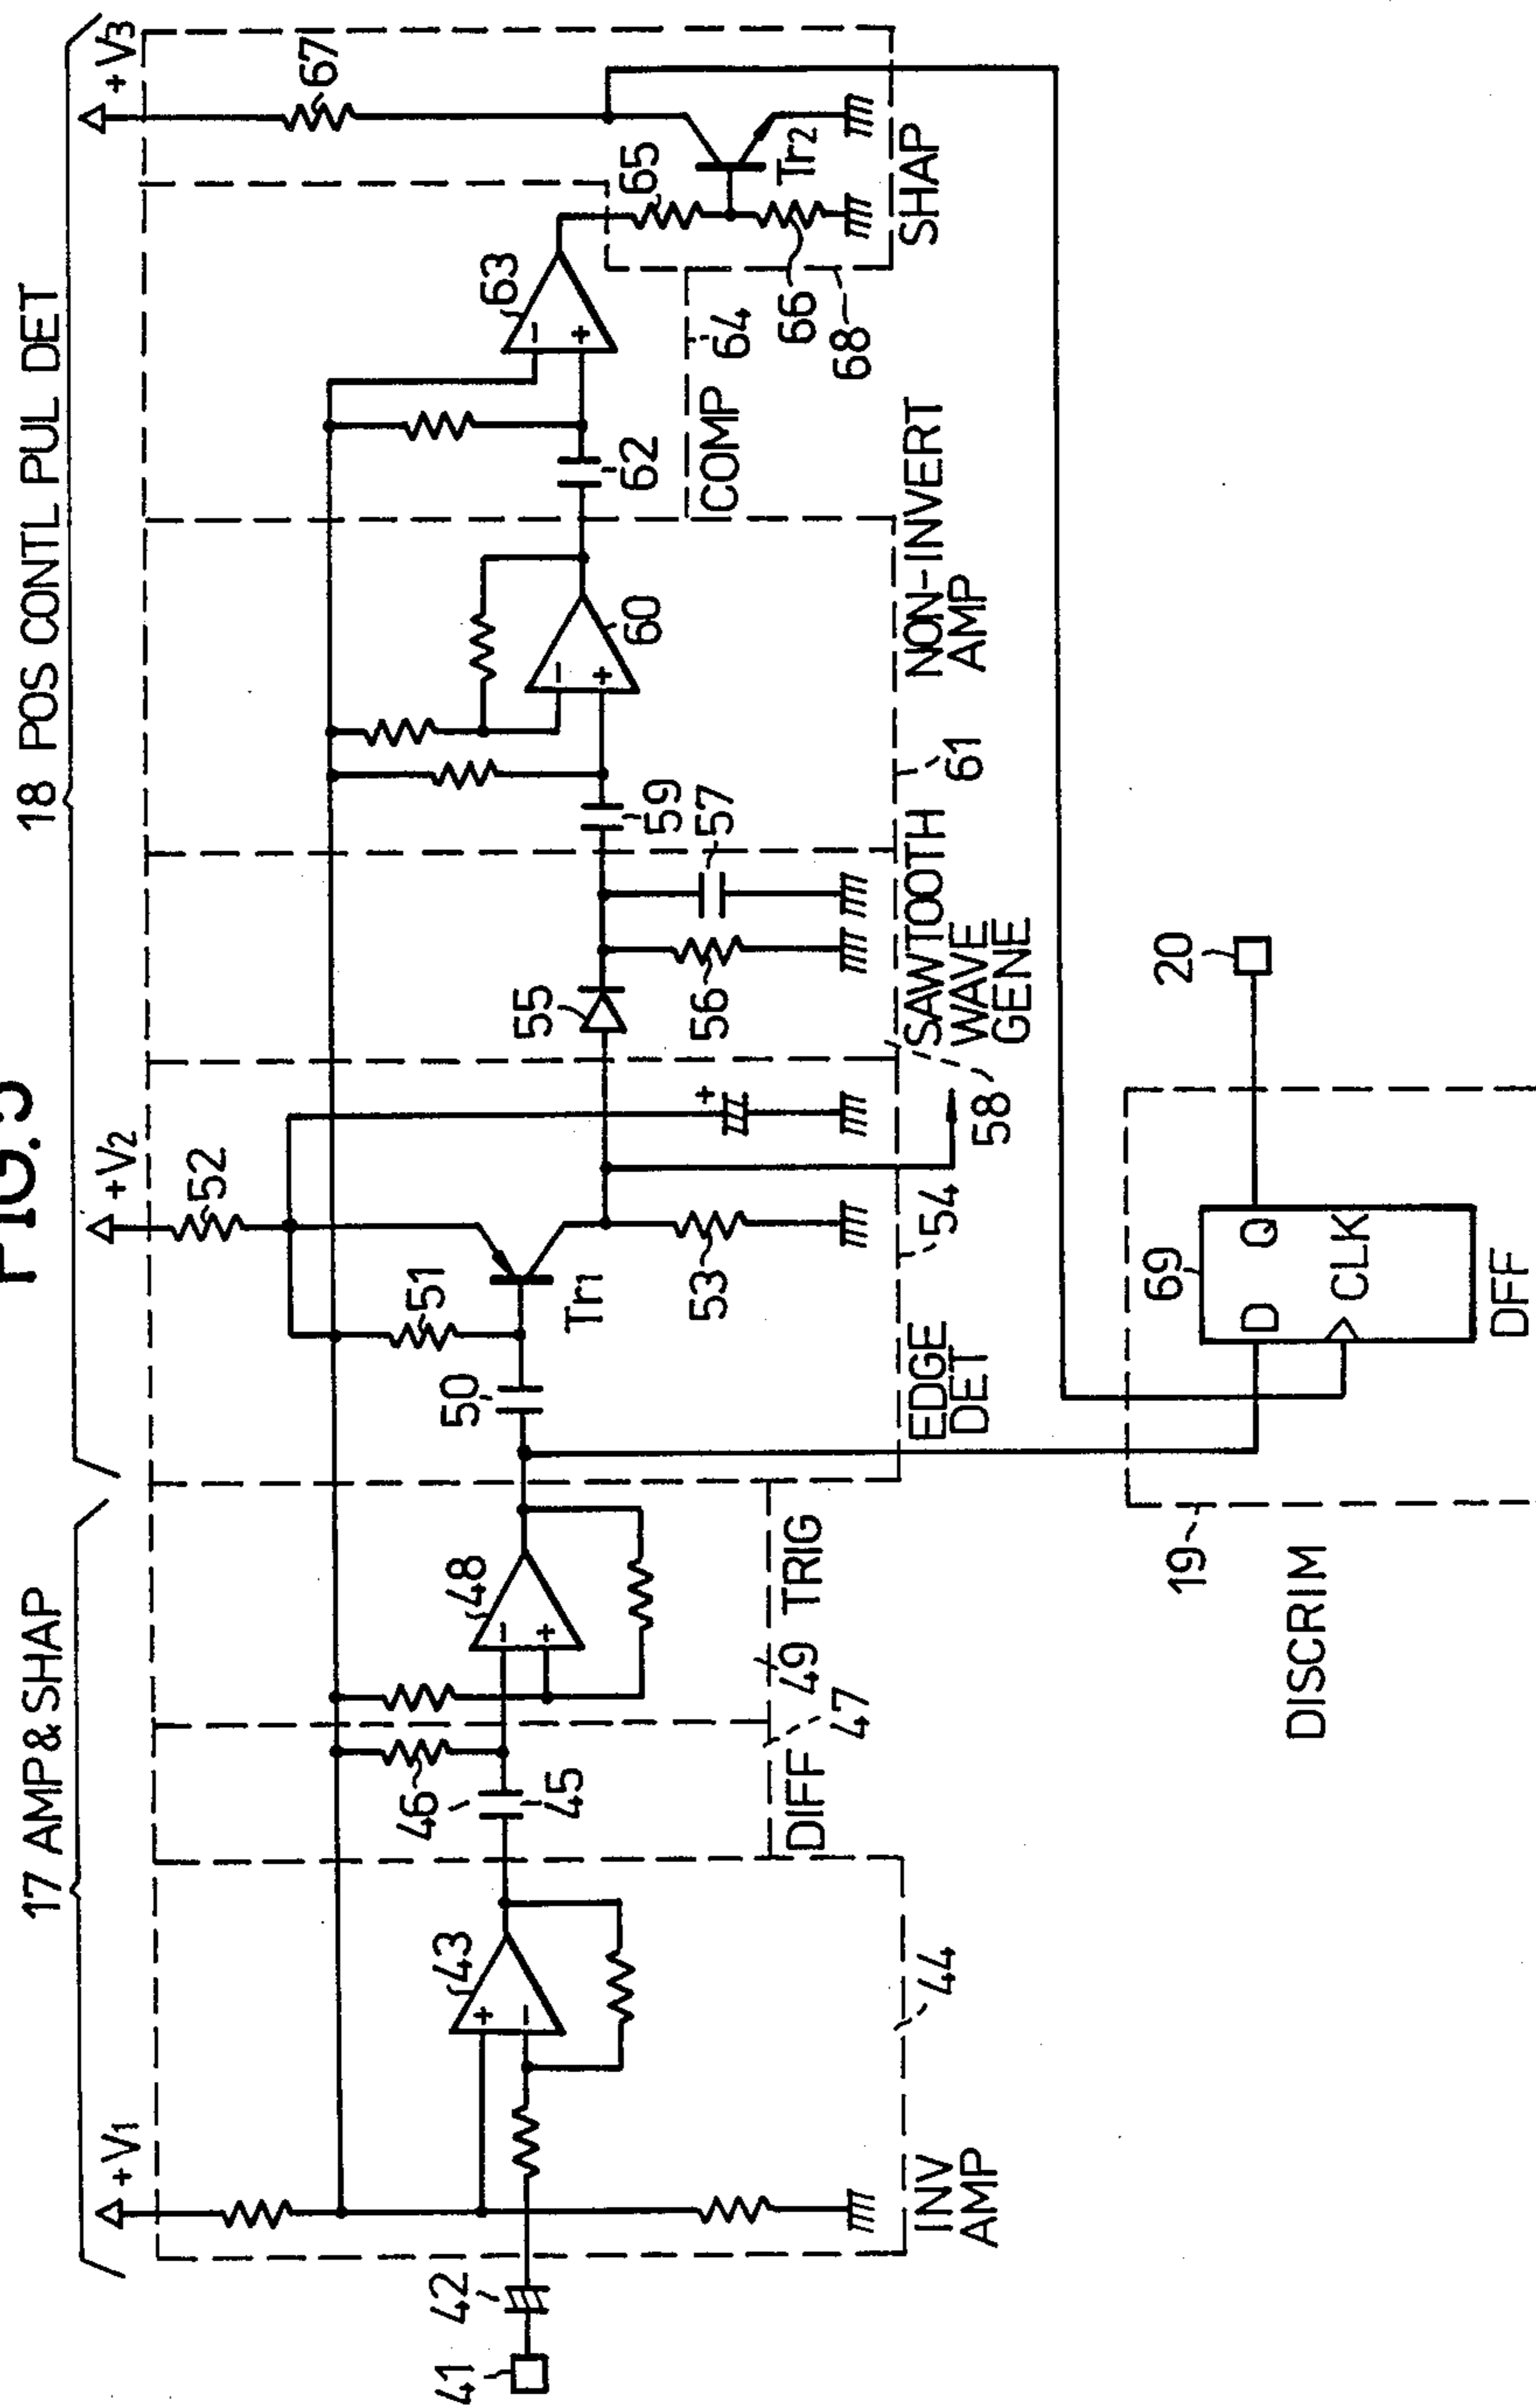 FIG.5
17 AMP&SHAP
18 POS CONTL PUL DET
+V1
+V2
+V3
41
42
43
+
−
44
INV
AMP
45
46
47
DIFF
48
−
+
49
TRIG
50
51
52
53
Tr1
+
54
EDGE
DET
55
56
57
58
SAWTOOTH
WAVE
GENE
59
60
−
+
61
NON-INVERT
AMP
62
63
−
+
64
COMP
65
66
67
Tr2
68
SHAP
19
DISCRIM
69
D
Q
CLK
DFF
20